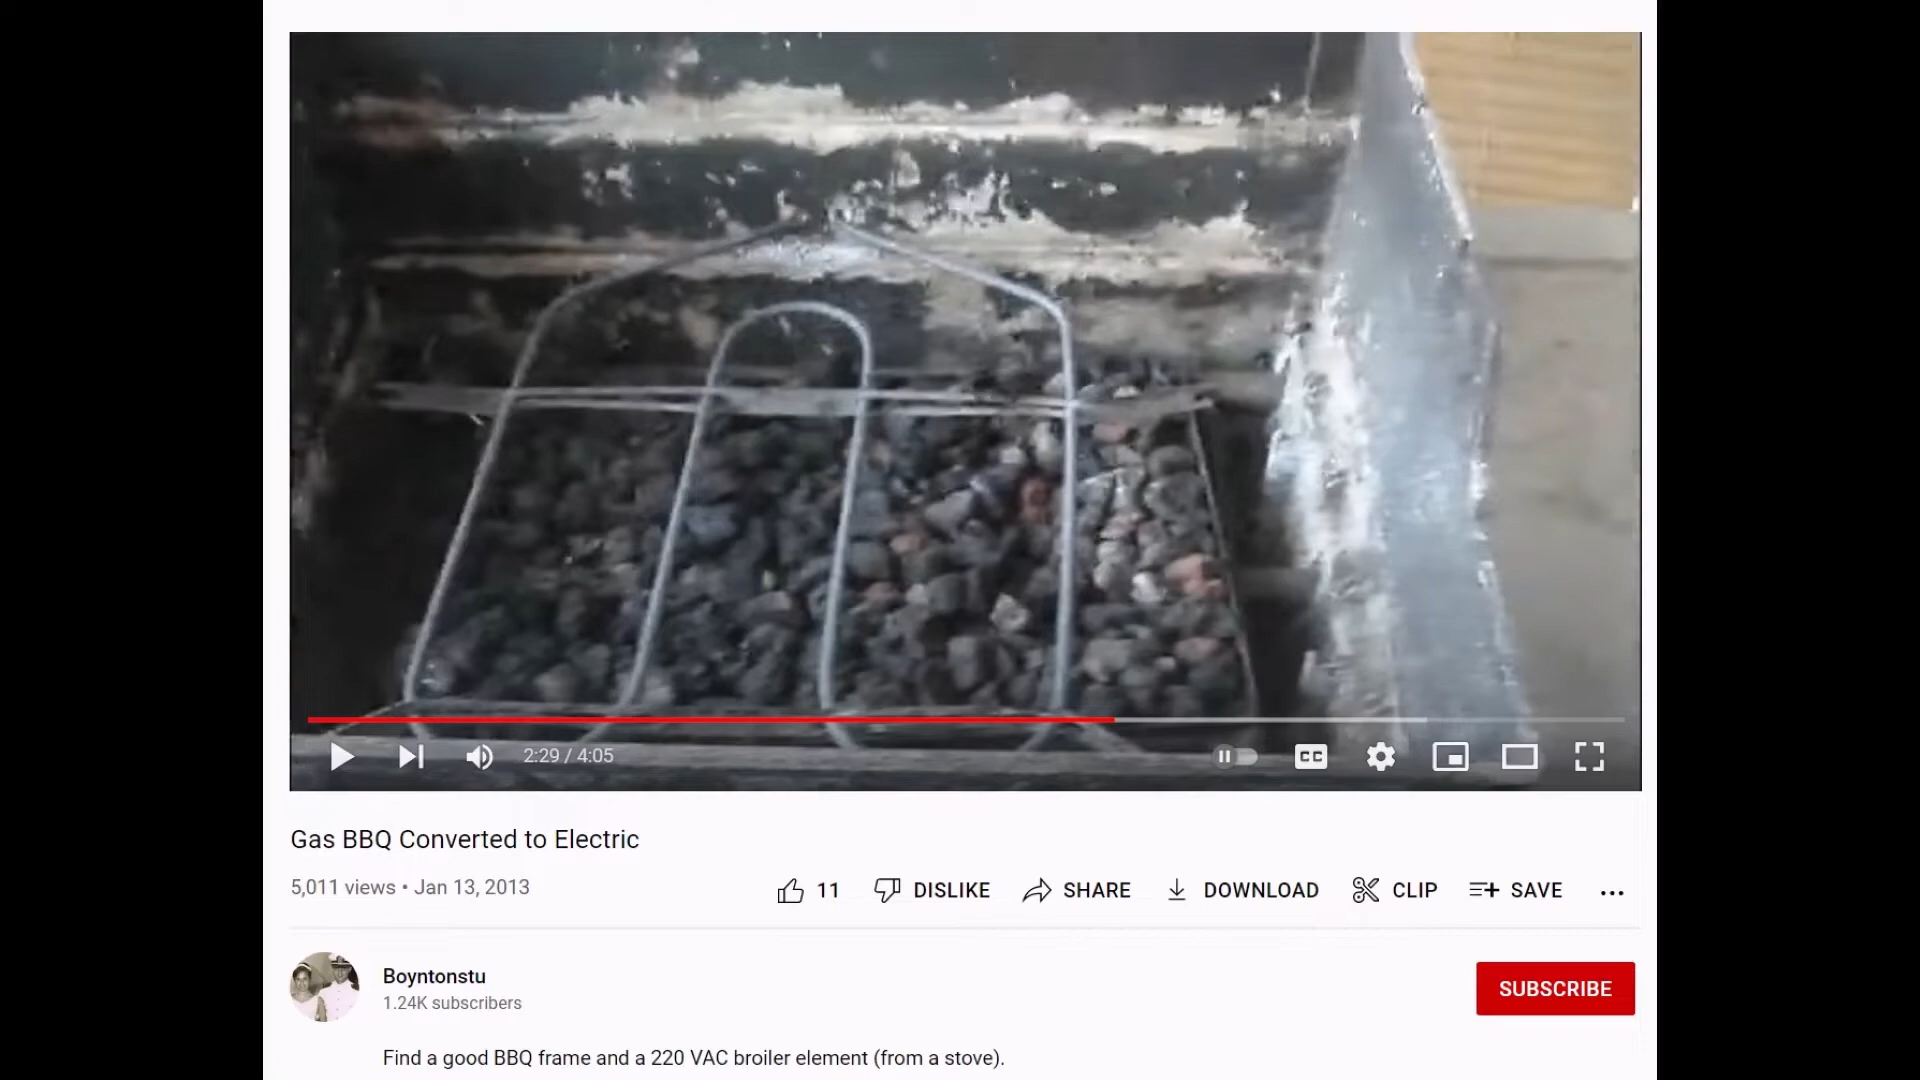 2:29 / 4:05
CC
Gas BBQ Converted to Electric
5,011 views • Jan 13, 2013
11 DISLIKE SHARE DOWNLOAD CLIP SAVE ...
Boyntonstu
1.24K subscribers
SUBSCRIBE
Find a good BBQ frame and a 220 VAC broiler element (from a stove).